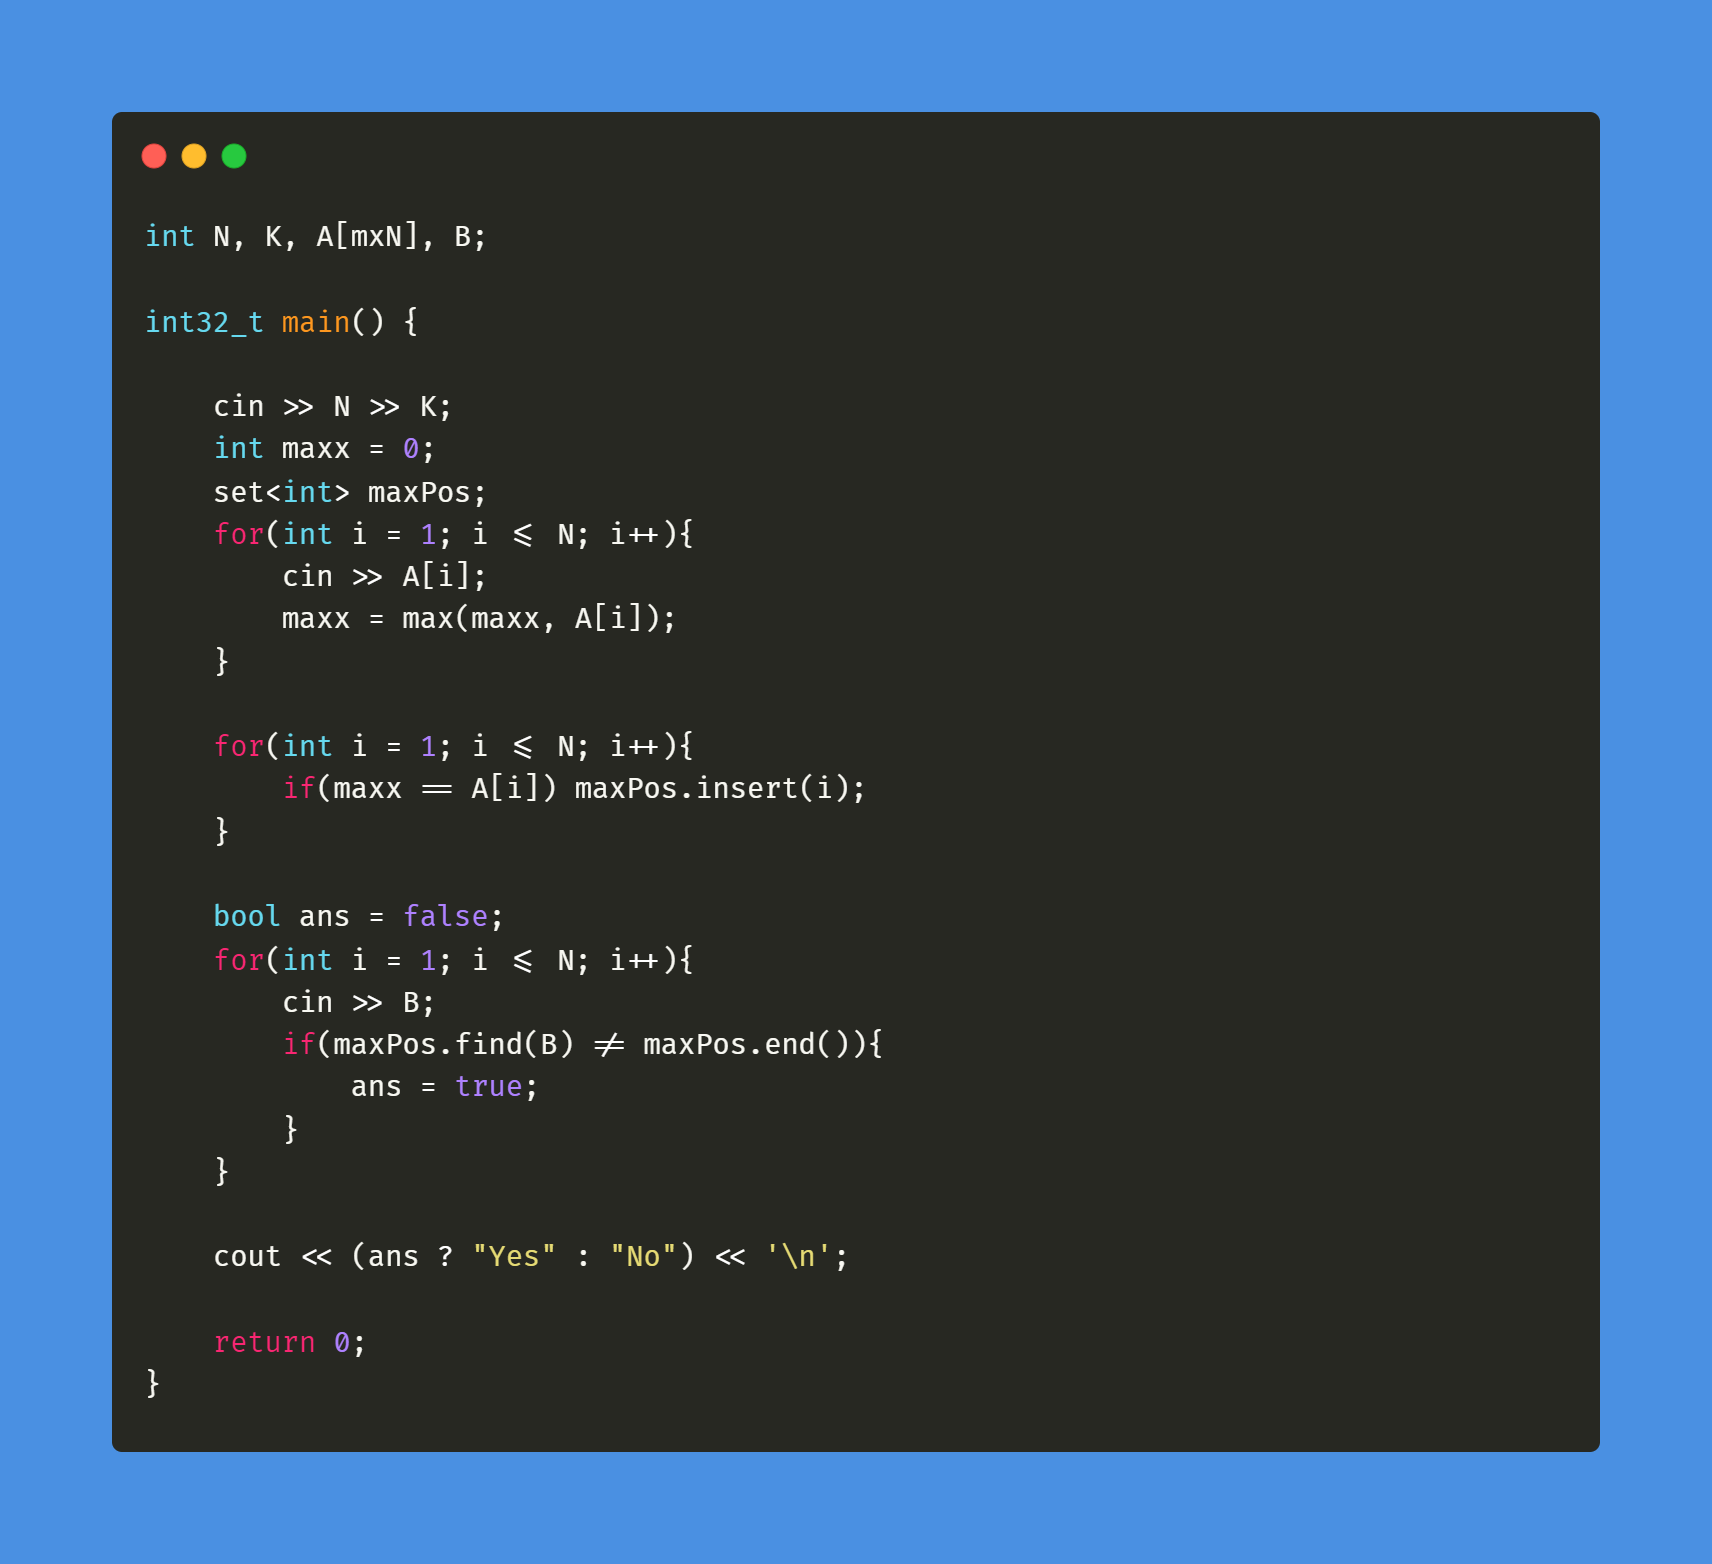 int N, K, A[mxN], B;
int32_t main() {
cin >> N >> K;
int maxx = 0;
set<int> maxPos;
for(int i = 1; i <= N; i++){
cin >> A[i];
maxx = max(maxx, A[i]);
}
for(int i = 1; i <= N; i++){
if(maxx == A[i]) maxPos.insert(i);
}
bool ans = false;
for(int i = 1; i <= N; i++){
cin >> B;
if(maxPos.find(B) != maxPos.end()){
ans = true;
}
}
cout << (ans ? "Yes" : "No") << '\n';
return 0;
}